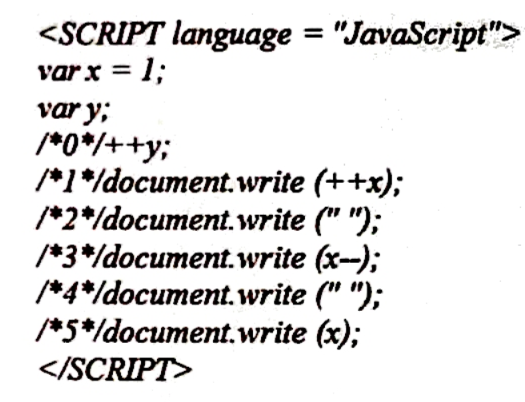 <SCRIPT language = "JavaScript">
var x = 1;
var y;
/*0*/++y;
/*1*/document.write (++x);
/*2*/document.write (" ");
/*3*/document.write (x--);
/*4*/document.write (" ");
/*5*/document.write (x);
</SCRIPT>